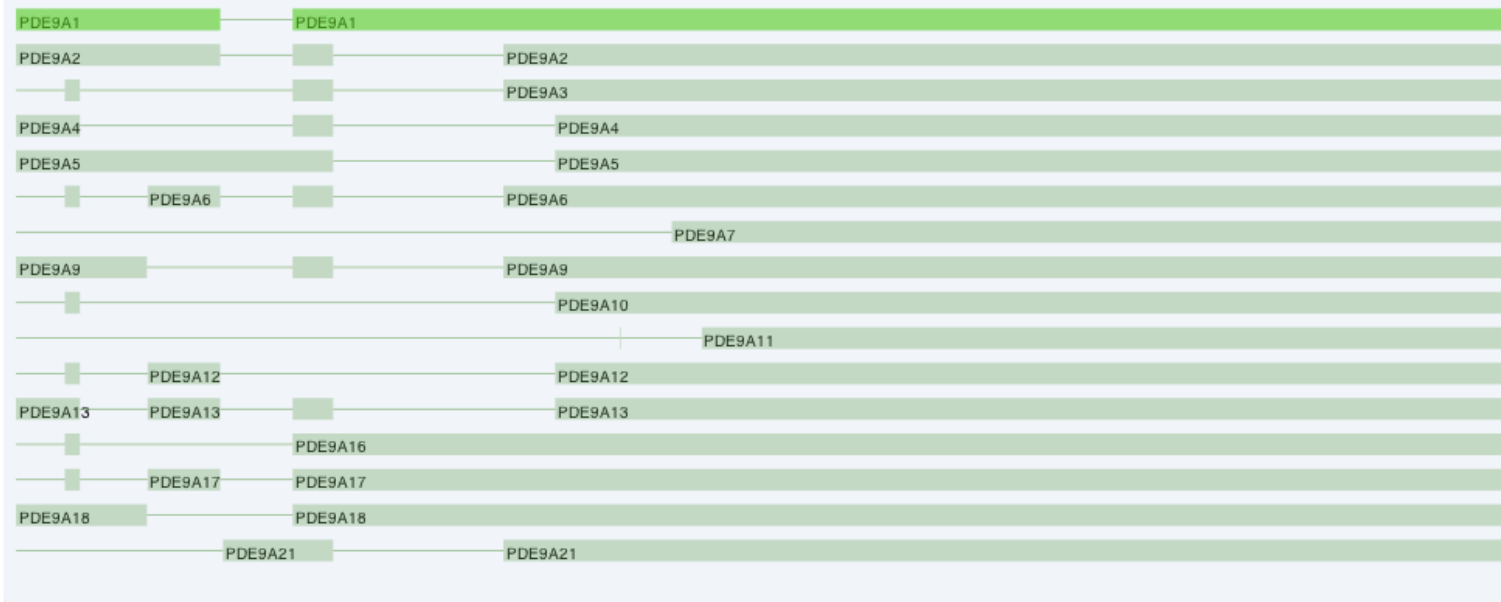 PDE9A1 PDE9A1
PDE9A2 PDE9A2
PDE9A3
PDE9A4 PDE9A4
PDE9A5 PDE9A5
PDE9A6 PDE9A6
PDE9A7
PDE9A9 PDE9A9
PDE9A10
PDE9A11
PDE9A12 PDE9A12
PDE9A13 PDE9A13 PDE9A13
PDE9A16
PDE9A17 PDE9A17
PDE9A18 PDE9A18
PDE9A21 PDE9A21